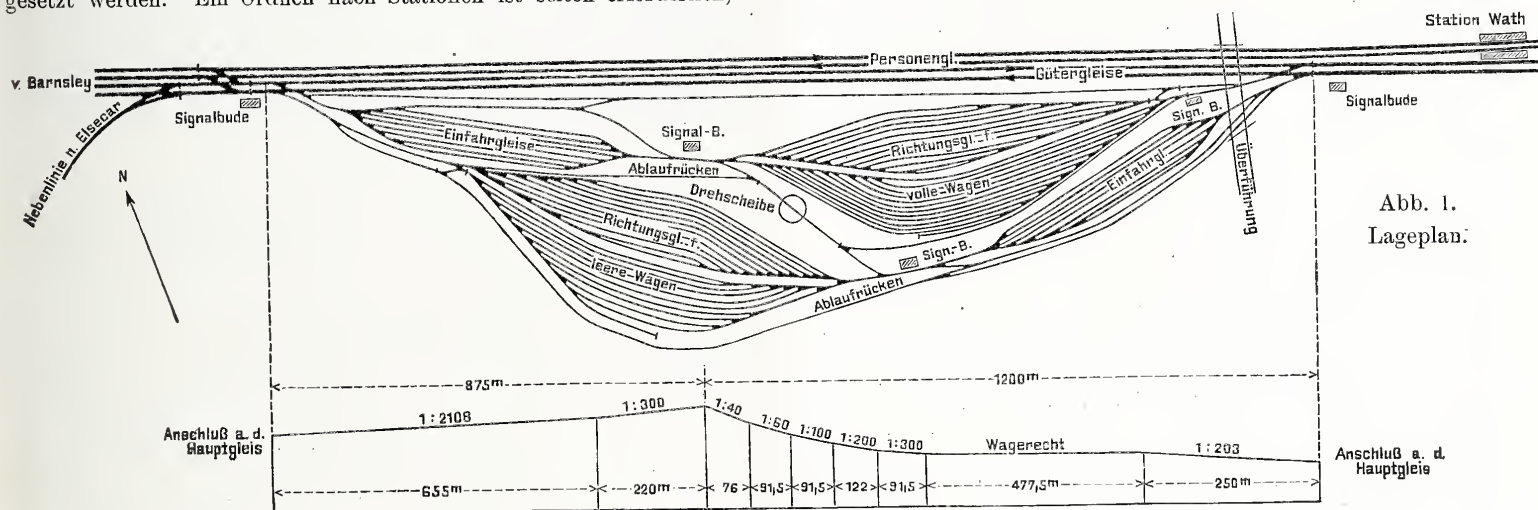 gesetzt werden. Ein Ordnen nach Stationen ist selten erforderlich,
Station Wath
v. Barnsley
Personengl.
Gütergleise
Signalbude
Signalbude
Nebenlinie n. Elsecar
N
Einfahrgleise
Signal-B.
Richtungsgl.-f.
volle-Wagen
Sign. B.
Einfahrgl.
Überführung
Ablaufrücken
Drehscheibe
Richtungsgl.-f.
leere-Wagen
Sign.-B.
Ablaufrücken
Abb. 1.
Lageplan.
875m
1200m
Anschluß a. d.
Hauptgleis
1:2108
1:300
1:40
1:60
1:100
1:200
1:300
Wagerecht
1:203
Anschluß a. d.
Hauptgleis
655m
220m
76
91,5
91,5
122
91,5
477,5m
250m